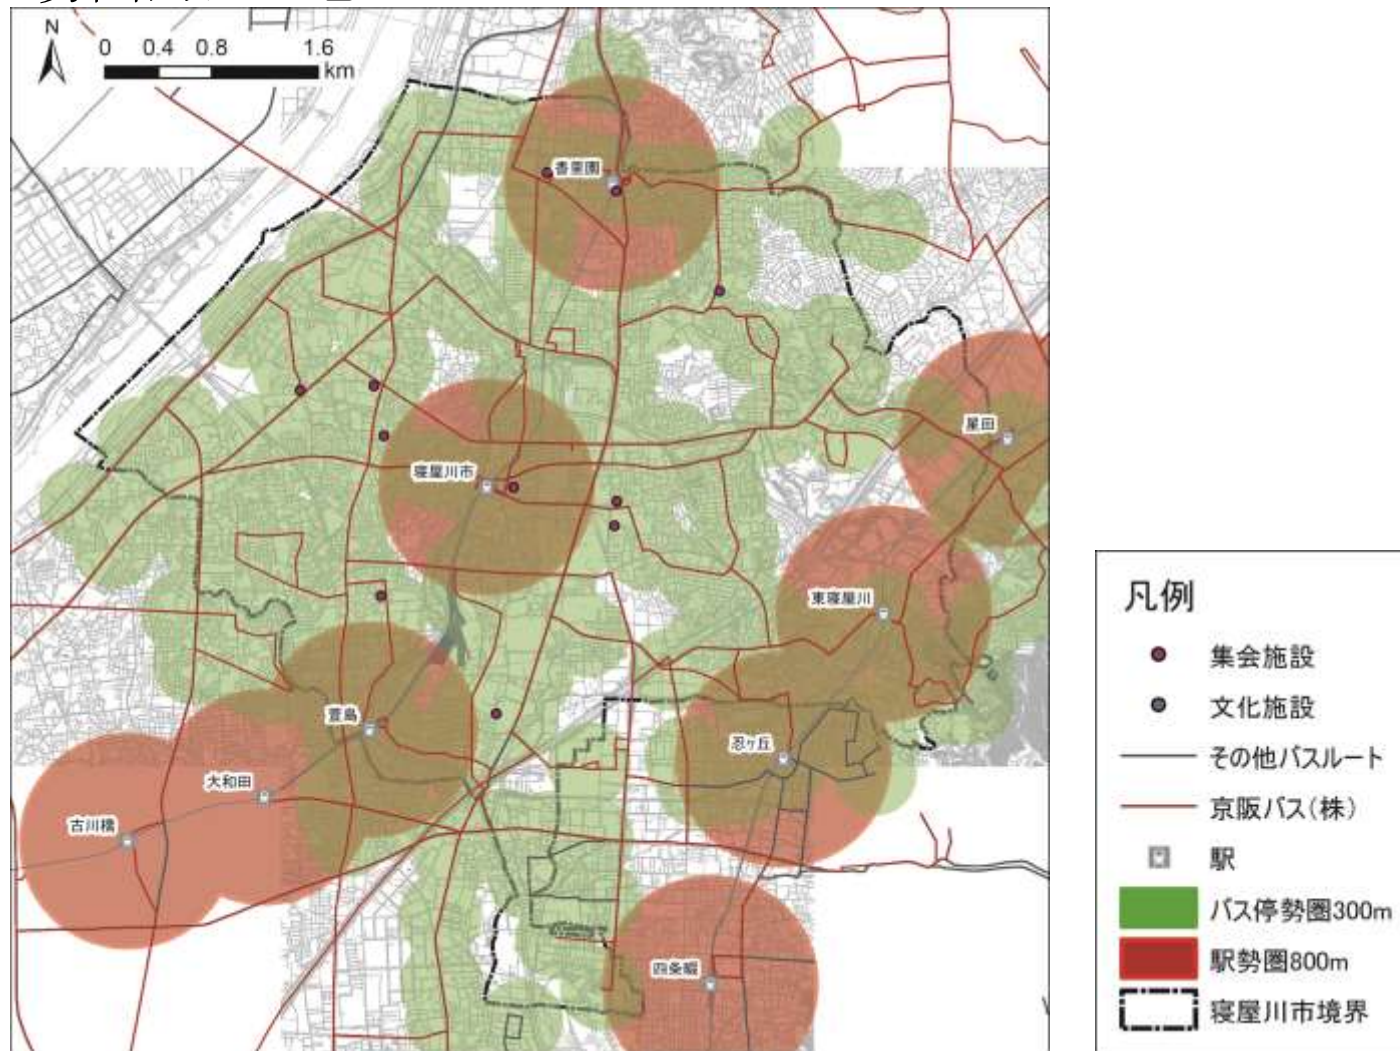 N
0 0.4 0.8 1.6
km
香里園
星田
寝屋川市
東寝屋川
萱島
忍ケ丘
大和田
古川橋
四条畷
凡例
集会施設
文化施設
その他バスルート
京阪バス(株)
駅
バス停勢圏300m
駅勢圏800m
寝屋川市境界